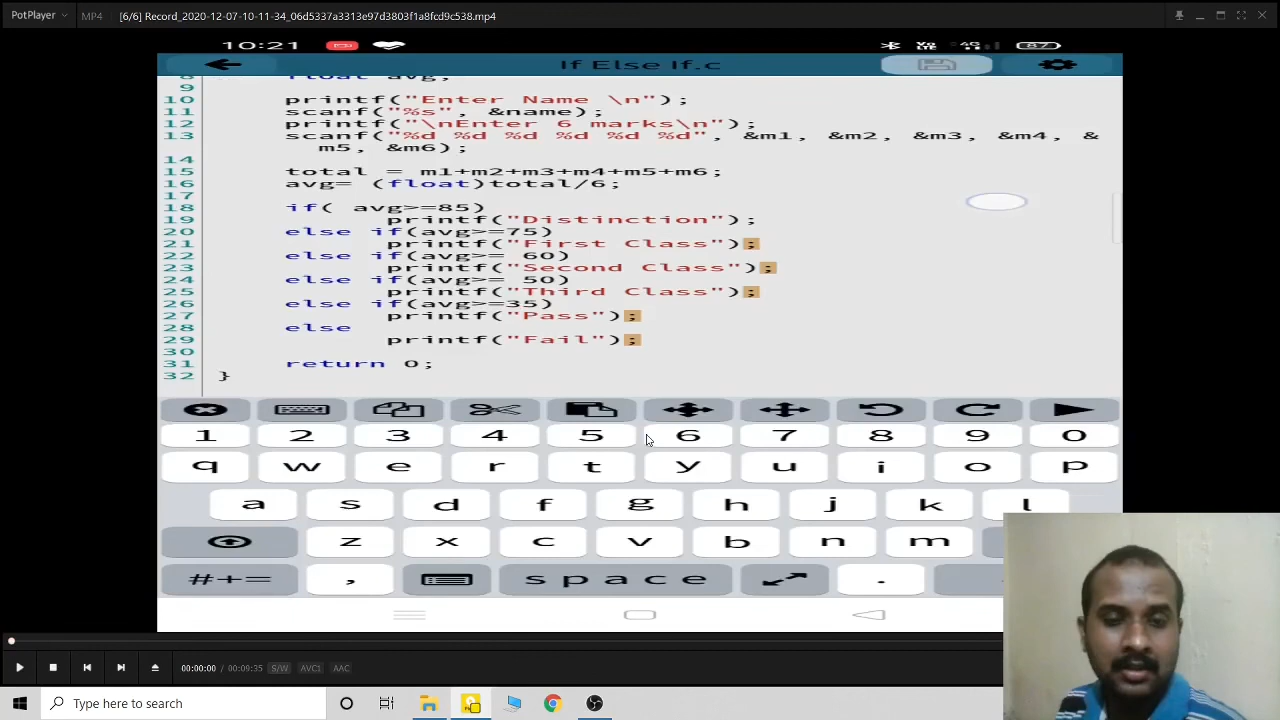 PotPlayer MP4 [6/6] Record_2020-12-07-10-11-34_06d5337a3313e97d3803f1a8fcd9c538.mp4
10:21 Vo LTE 4G 87
If Else If.c
8 float avg;
9
10 printf("Enter Name \n");
11 scanf("%s", &name);
12 printf("\nEnter 6 marks\n");
13 scanf("%d %d %d %d %d %d", &m1, &m2, &m3, &m4, &
m5, &m6);
14
15 total = m1+m2+m3+m4+m5+m6;
16 avg= (float)total/6;
17
18 if( avg>=85)
19 printf("Distinction");
20 else if(avg>=75)
21 printf("First Class");
22 else if(avg>= 60)
23 printf("Second Class");
24 else if(avg>= 50)
25 printf("Third Class");
26 else if(avg>=35)
27 printf("Pass");
28 else
29 printf("Fail");
30
31 return 0;
32 }
1 2 3 4 5 6 7 8 9 0
q w e r t y u i o p
a s d f g h j k l
z x c v b n m
#+= , space .
00:00:00 / 00:09:35 S/W AVC1 AAC
Type here to search